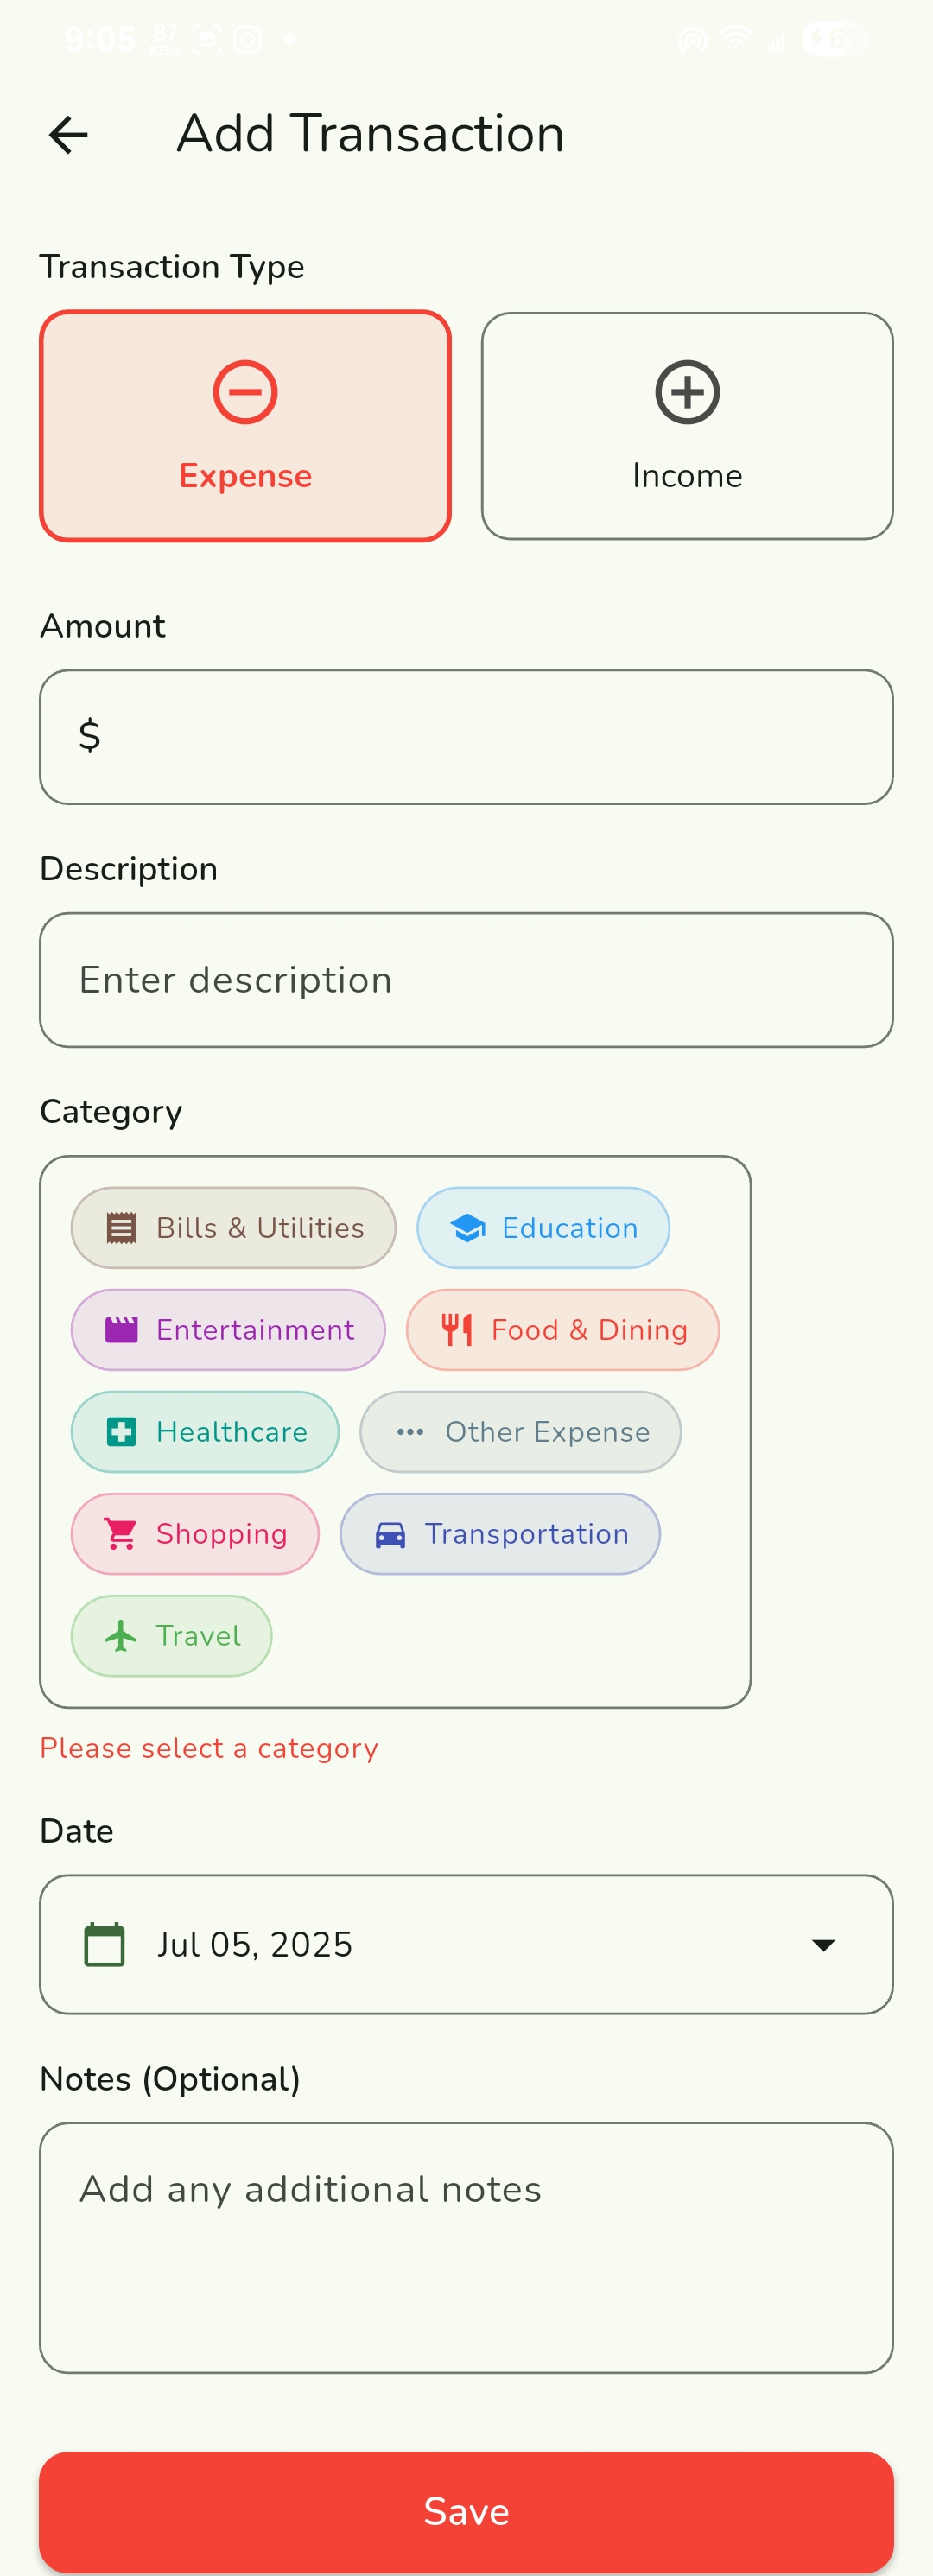 9:05 87 KB/s
Add Transaction
Transaction Type
Expense Income
Amount
$
Description
Enter description
Category
Bills & Utilities Education
Entertainment Food & Dining
Healthcare Other Expense
Shopping Transportation
Travel
Please select a category
Date
Jul 05, 2025
Notes (Optional)
Add any additional notes
Save